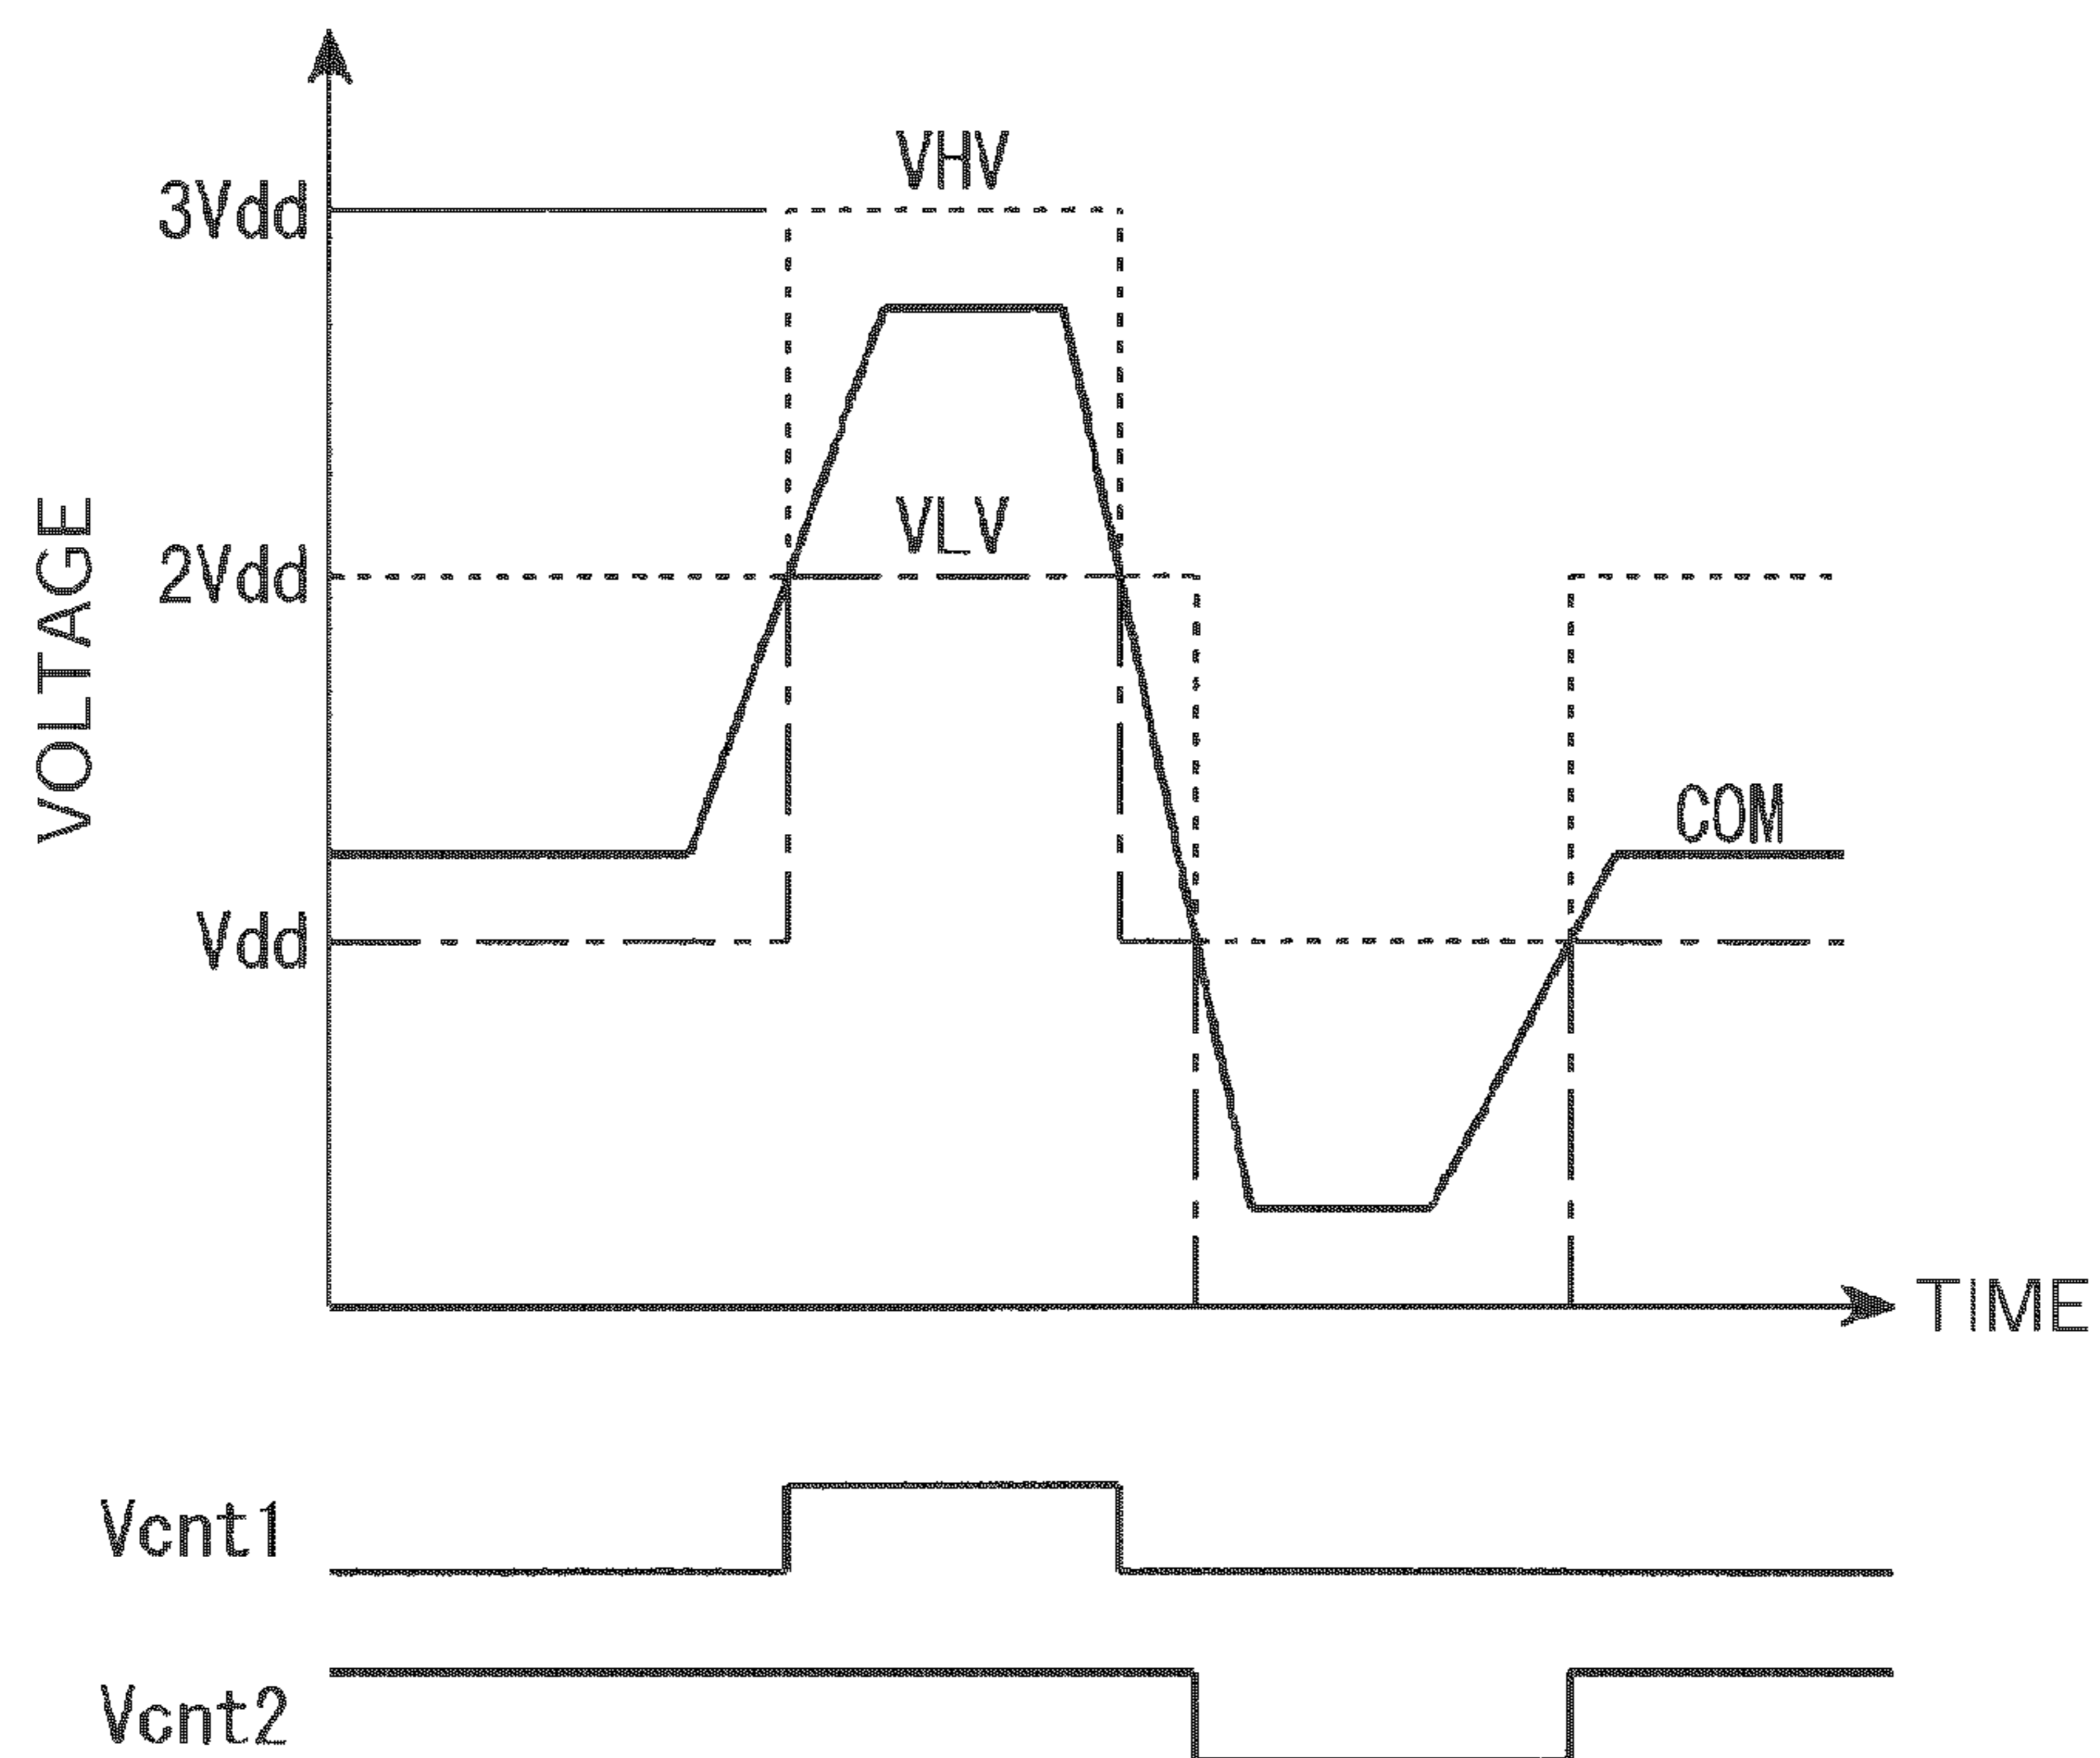 VOLTAGE
3Vdd
VHV
2Vdd
VLV
COM
Vdd
TIME
Vcnt1
Vcnt2